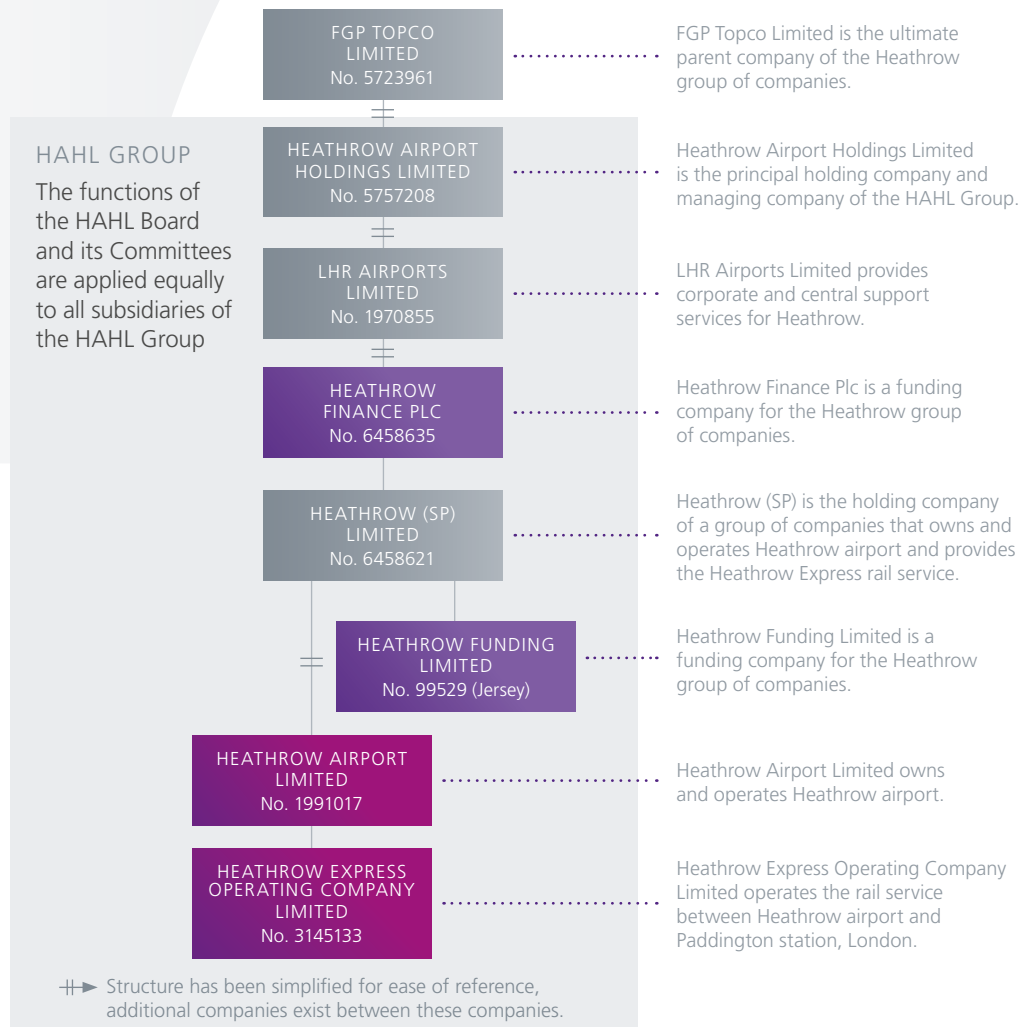 FGP TOPCO
LIMITED
No. 5723961
FGP Topco Limited is the ultimate
parent company of the Heathrow
group of companies.
HAHL GROUP
The functions of
the HAHL Board
and its Committees
are applied equally
to all subsidiaries of
the HAHL Group
HEATHROW AIRPORT
HOLDINGS LIMITED
No. 5757208
Heathrow Airport Holdings Limited
is the principal holding company and
managing company of the HAHL Group.
LHR AIRPORTS
LIMITED
No. 1970855
LHR Airports Limited provides
corporate and central support
services for Heathrow.
HEATHROW
FINANCE PLC
No. 6458635
Heathrow Finance Plc is a funding
company for the Heathrow group
of companies.
HEATHROW (SP)
LIMITED
No. 6458621
Heathrow (SP) is the holding company
of a group of companies that owns and
operates Heathrow airport and provides
the Heathrow Express rail service.
HEATHROW FUNDING
LIMITED
No. 99529 (Jersey)
Heathrow Funding Limited is a
funding company for the Heathrow
group of companies.
HEATHROW AIRPORT
LIMITED
No. 1991017
Heathrow Airport Limited owns
and operates Heathrow airport.
HEATHROW EXPRESS
OPERATING COMPANY
LIMITED
No. 3145133
Heathrow Express Operating Company
Limited operates the rail service
between Heathrow airport and
Paddington station, London.
Structure has been simplified for ease of reference,
additional companies exist between these companies.